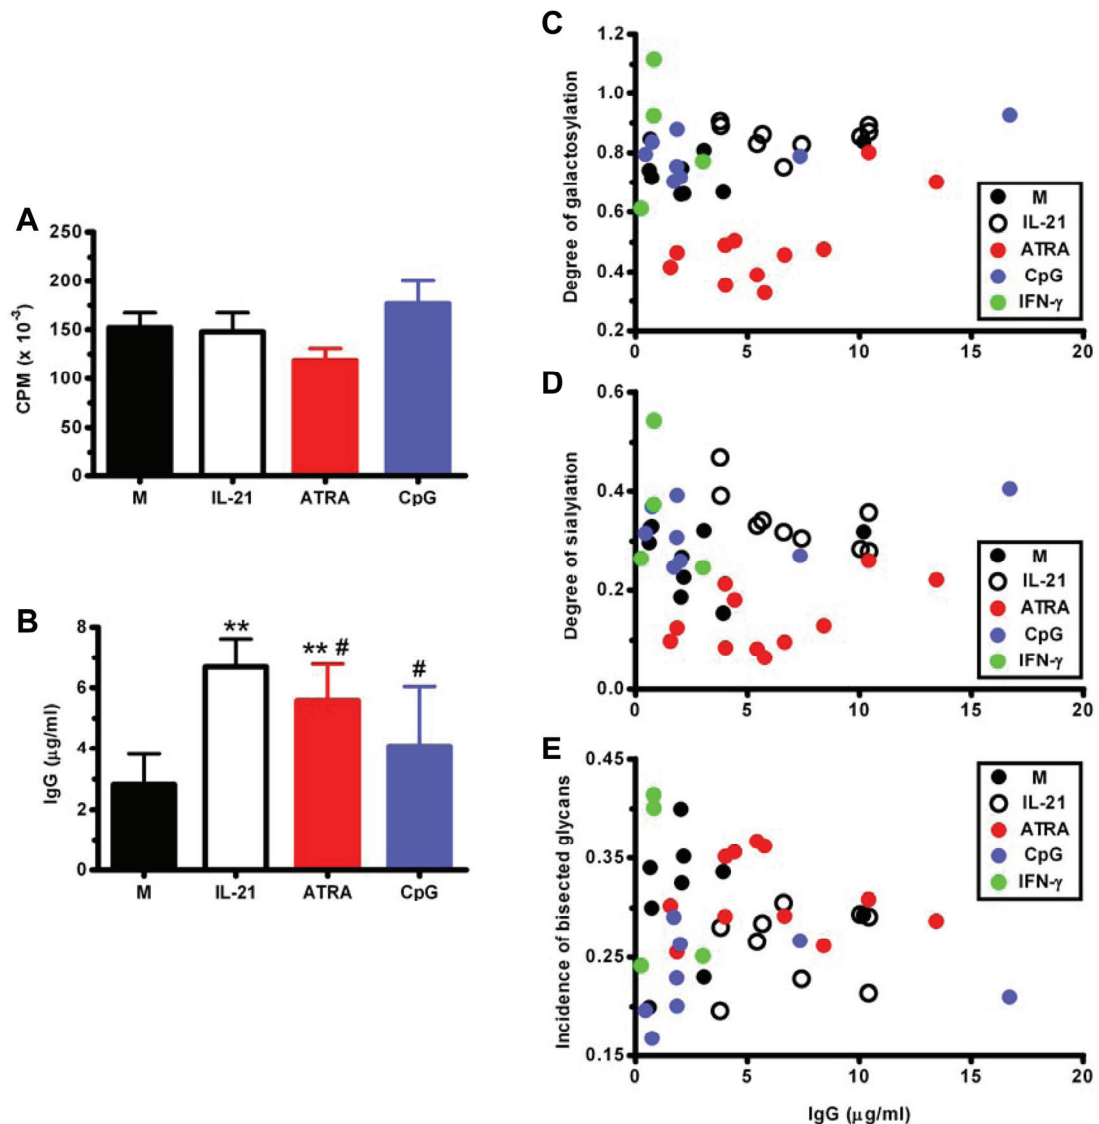 A
CPM (x 10-3)
250
200
150
100
50
0
M IL-21 ATRA CpG
B
IgG (µg/ml)
8
6
4
2
0
** ** # #
M IL-21 ATRA CpG
C
Degree of galactosylation
1.2
1.0
0.8
0.6
0.4
0.2
0 5 10 15 20
M
IL-21
ATRA
CpG
IFN-γ
D
Degree of sialylation
0.6
0.4
0.2
0.0
0 5 10 15 20
M
IL-21
ATRA
CpG
IFN-γ
E
Incidence of bisected glycans
0.45
0.35
0.25
0.15
0 5 10 15 20
IgG (µg/ml)
M
IL-21
ATRA
CpG
IFN-γ